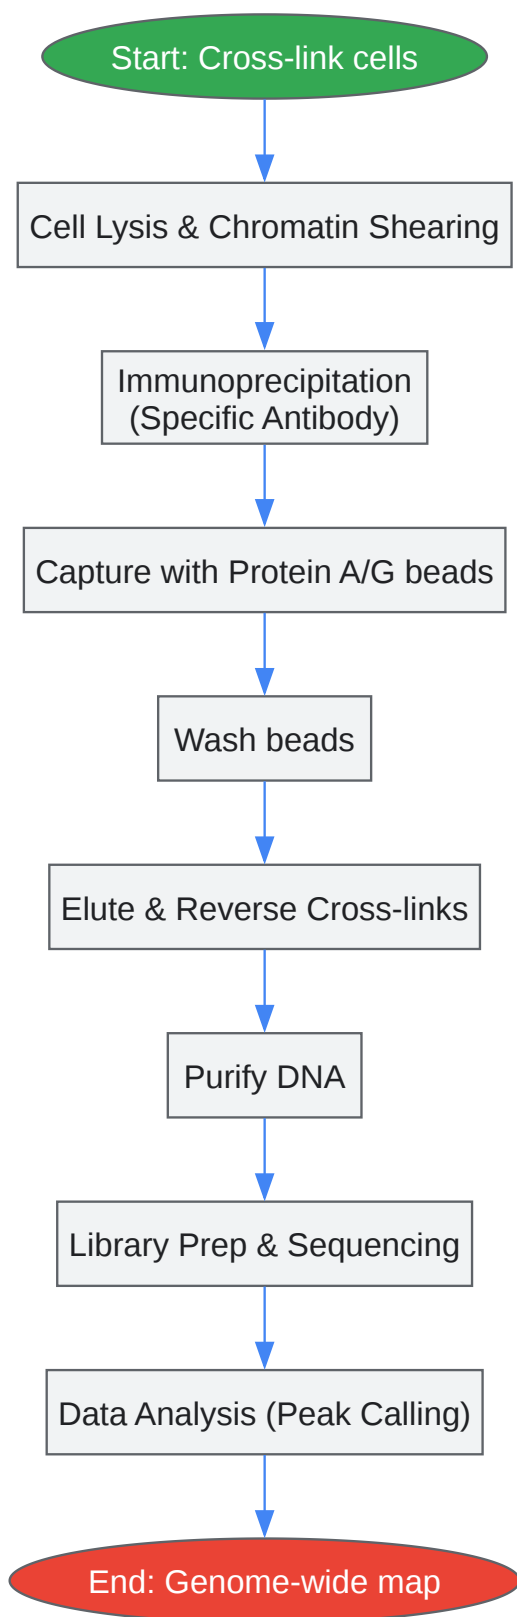 Start: Cross-link cells
Cell Lysis & Chromatin Shearing
Immunoprecipitation
(Specific Antibody)
Capture with Protein A/G beads
Wash beads
Elute & Reverse Cross-links
Purify DNA
Library Prep & Sequencing
Data Analysis (Peak Calling)
End: Genome-wide map